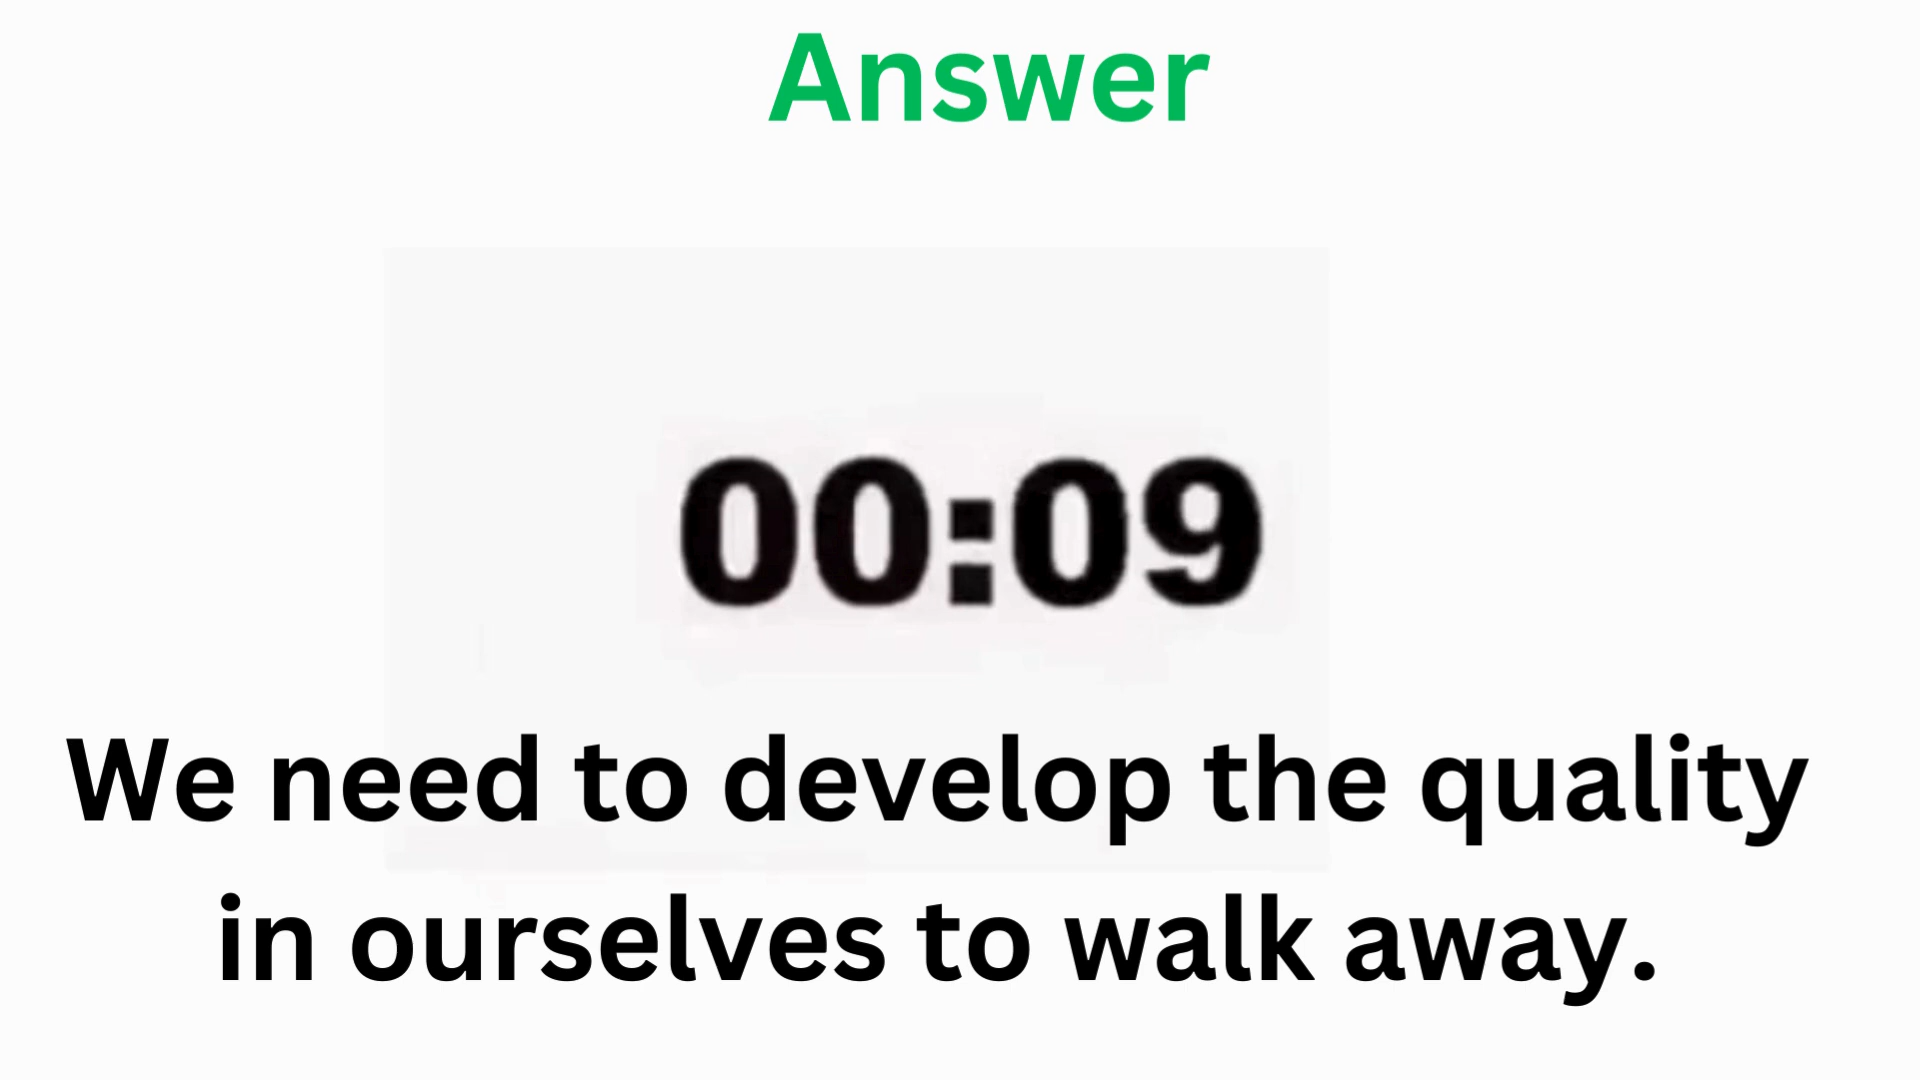 Answer
00:09
We need to develop the quality
in ourselves to walk away.